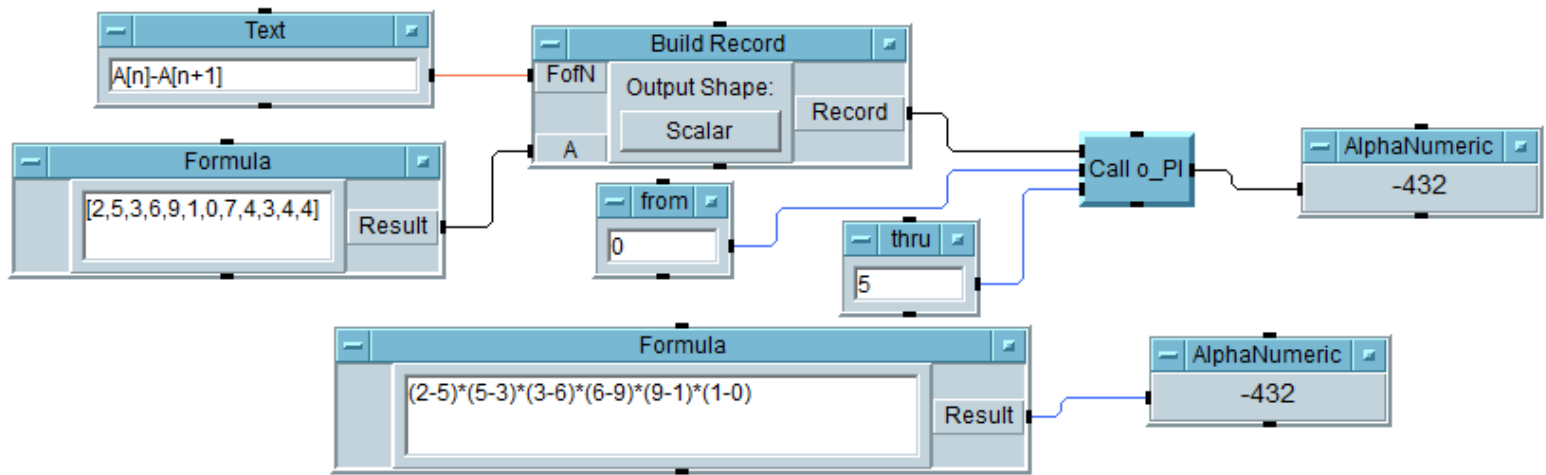 Text
A[n]-A[n+1]
Build Record
FofN
Output Shape:
Scalar
Record
A
Formula
[2,5,3,6,9,1,0,7,4,3,4,4]
Result
from
0
thru
5
Call o_PI
AlphaNumeric
-432
Formula
(2-5)*(5-3)*(3-6)*(6-9)*(9-1)*(1-0)
Result
AlphaNumeric
-432